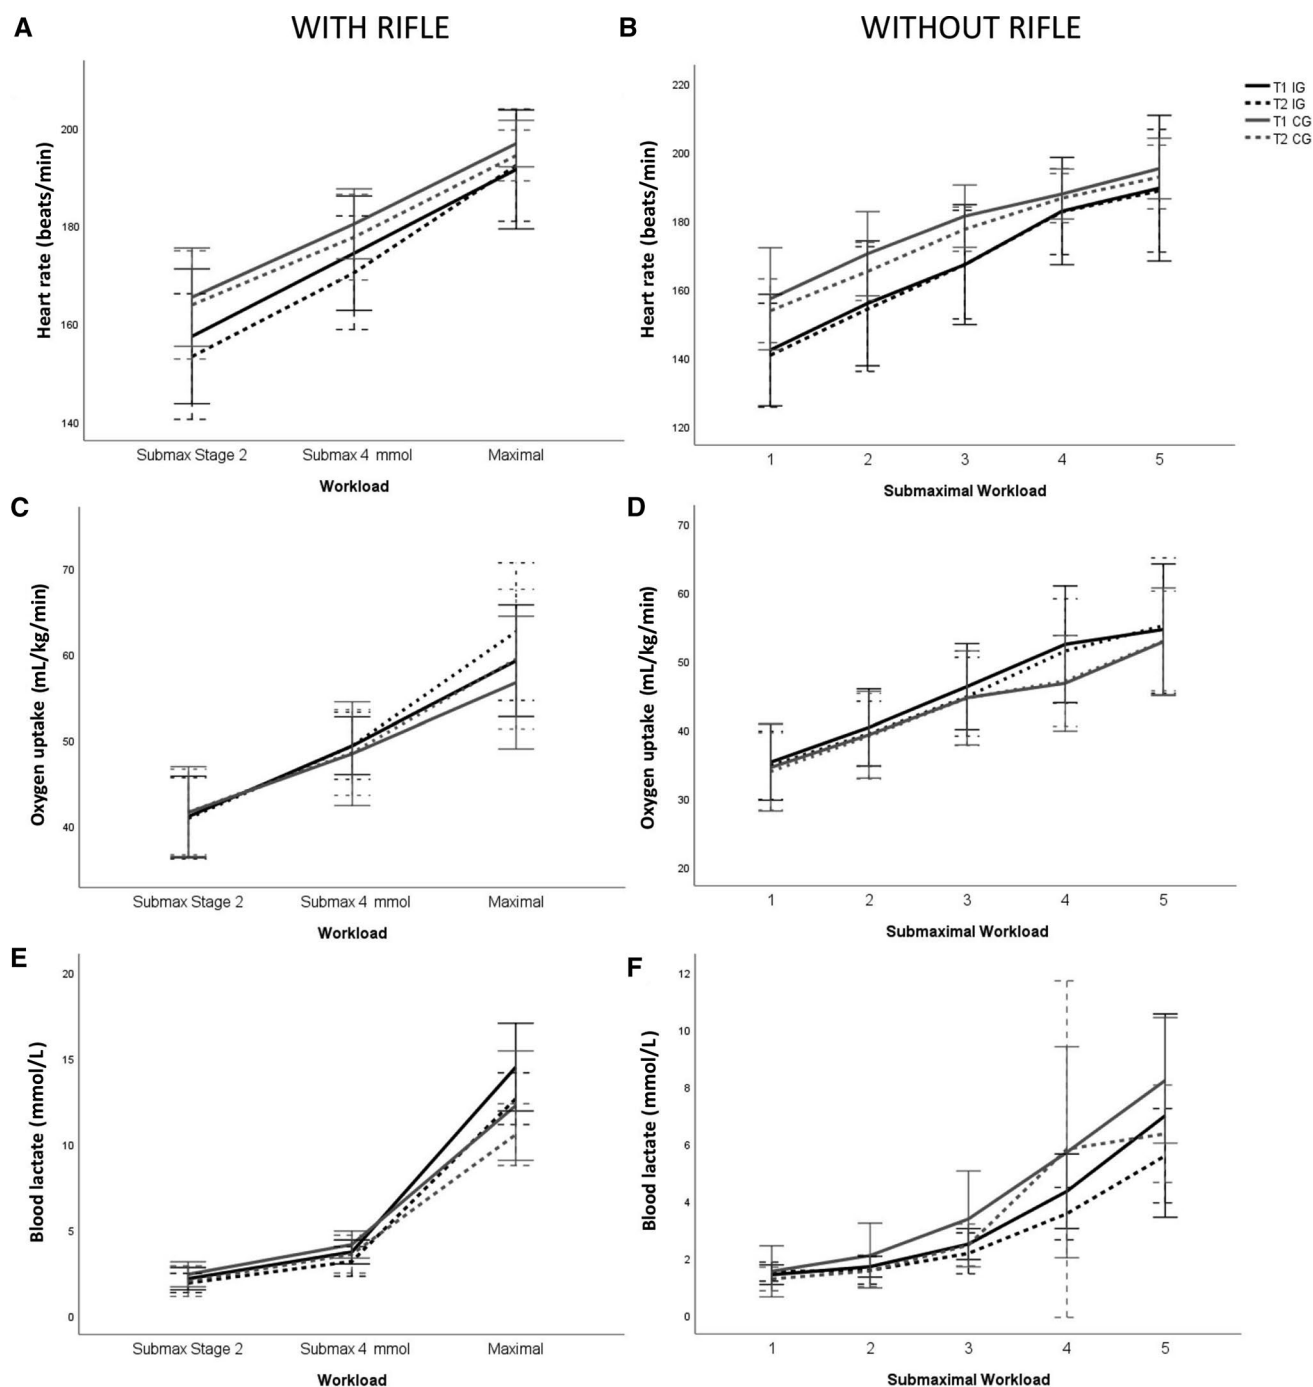 A WITH RIFLE
B WITHOUT RIFLE
Heart rate (beats/min)
200
180
160
140
Submax Stage 2 Submax 4 mmol Maximal
Workload
Heart rate (beats/min)
220
200
180
160
140
120
1 2 3 4 5
Submaximal Workload
T1 IG
T2 IG
T1 CG
T2 CG
C
Oxygen uptake (mL/kg/min)
70
60
50
40
Submax Stage 2 Submax 4 mmol Maximal
Workload
D
Oxygen uptake (mL/kg/min)
70
60
50
40
30
20
1 2 3 4 5
Submaximal Workload
E
Blood lactate (mmol/L)
20
15
10
5
0
Submax Stage 2 Submax 4 mmol Maximal
Workload
F
Blood lactate (mmol/L)
12
10
8
6
4
2
0
1 2 3 4 5
Submaximal Workload